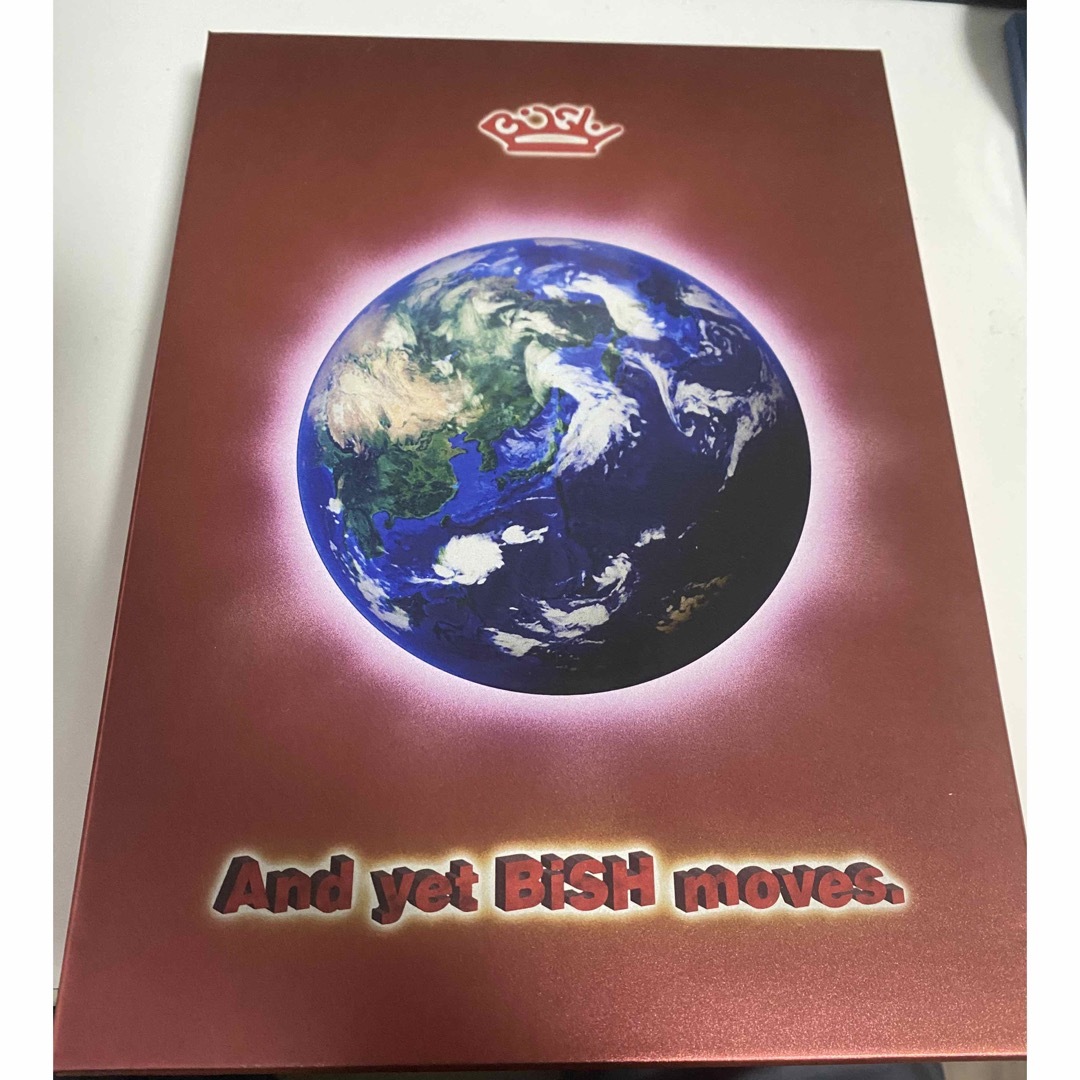 And yet BiSH moves.